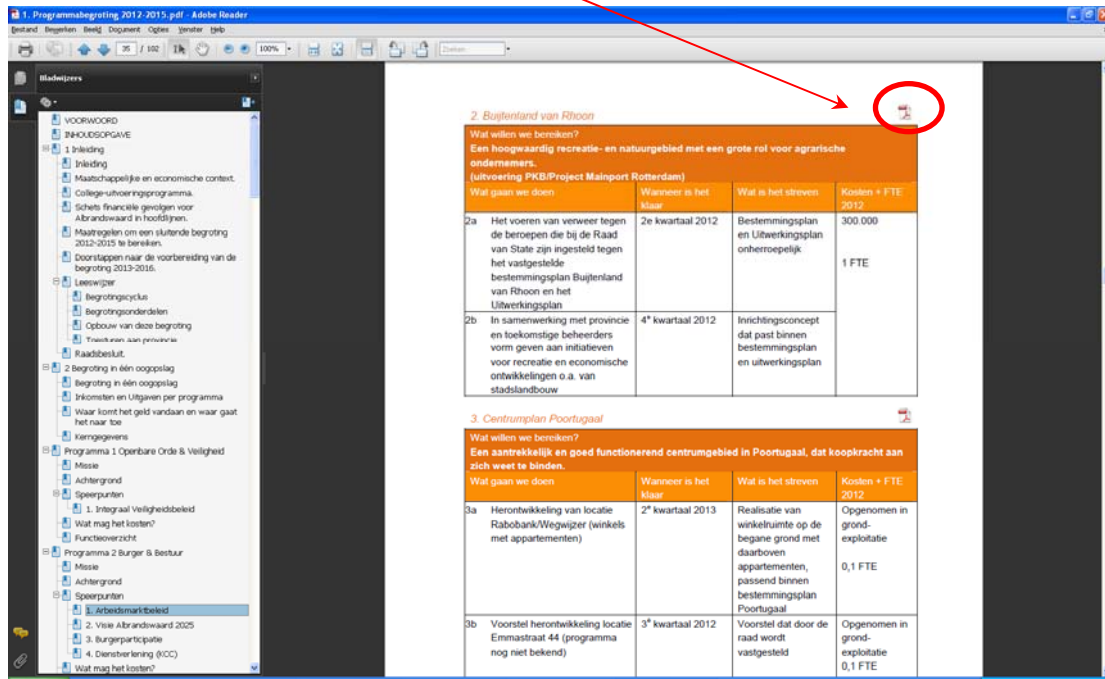 1. Programmabegroting 2012-2015.pdf - Adobe Reader
Bestand Bewerken Beeld Document Opties Venster Help
35 / 102
100%
Zoeken
Bladwijzers
VOORWOORD
INHOUDSOPGAVE
1 Inleiding
Inleiding
Maatschappelijke en economische context.
College-uitvoeringsprogramma.
Schets financiële gevolgen voor
Albrandswaard in hoofdlijnen.
Maatregelen om een sluitende begroting
2012-2015 te bereiken.
Doorstappen naar de voorbereiding van de
begroting 2013-2016.
Leeswijzer
Begrotingscyclus
Begrotingsonderdelen
Opbouw van deze begroting
Toesturen aan provincie
Raadsbesluit.
2 Begroting in één oogopslag
Begroting in één oogopslag
Inkomsten en Uitgaven per programma
Waar komt het geld vandaan en waar gaat
het naar toe
Kerngegevens
Programma 1 Openbare Orde & Veiligheid
Missie
Achtergrond
Speerpunten
1. Integraal Veiligheidsbeleid
Wat mag het kosten?
Functieoverzicht
Programma 2 Burger & Bestuur
Missie
Achtergrond
Speerpunten
1. Arbeidsmarktbeleid
2. Visie Albrandswaard 2025
3. Burgerparticipatie
4. Dienstverlening (KCC)
Wat mag het kosten?
2. Buijtenland van Rhoon
Wat willen we bereiken?
Een hoogwaardig recreatie- en natuurgebied met een grote rol voor agrarische
ondernemers.
(uitvoering PKB/Project Mainport Rotterdam)
Wat gaan we doen Wanneer is het Wat is het streven Kosten + FTE
klaar 2012
2a Het voeren van verweer tegen 2e kwartaal 2012 Bestemmingsplan 300.000
de beroepen die bij de Raad en Uitwerkingsplan
van State zijn ingesteld tegen onherroepelijk
het vastgestelde 1 FTE
bestemmingsplan Buijtenland
van Rhoon en het
Uitwerkingsplan
2b In samenwerking met provincie 4e kwartaal 2012 Inrichtingsconcept
en toekomstige beheerders dat past binnen
vorm geven aan initiatieven bestemmingsplan
voor recreatie en economische en uitwerkingsplan
ontwikkelingen o.a. van
stadslandbouw
3. Centrumplan Poortugaal
Wat willen we bereiken?
Een aantrekkelijk en goed functionerend centrumgebied in Poortugaal, dat koopkracht aan
zich weet te binden.
Wat gaan we doen Wanneer is het Wat is het streven Kosten + FTE
klaar 2012
3a Herontwikkeling van locatie 2e kwartaal 2013 Realisatie van Opgenomen in
Rabobank/Wegwijzer (winkels winkelruimte op de grond-
met appartementen) begane grond met exploitatie
daarboven
appartementen, 0,1 FTE
passend binnen
bestemmingsplan
Poortugaal
3b Voorstel herontwikkeling locatie 3e kwartaal 2012 Voorstel dat door de Opgenomen in
Emmastraat 44 (programma raad wordt grond-
nog niet bekend) vastgesteld exploitatie
0,1 FTE